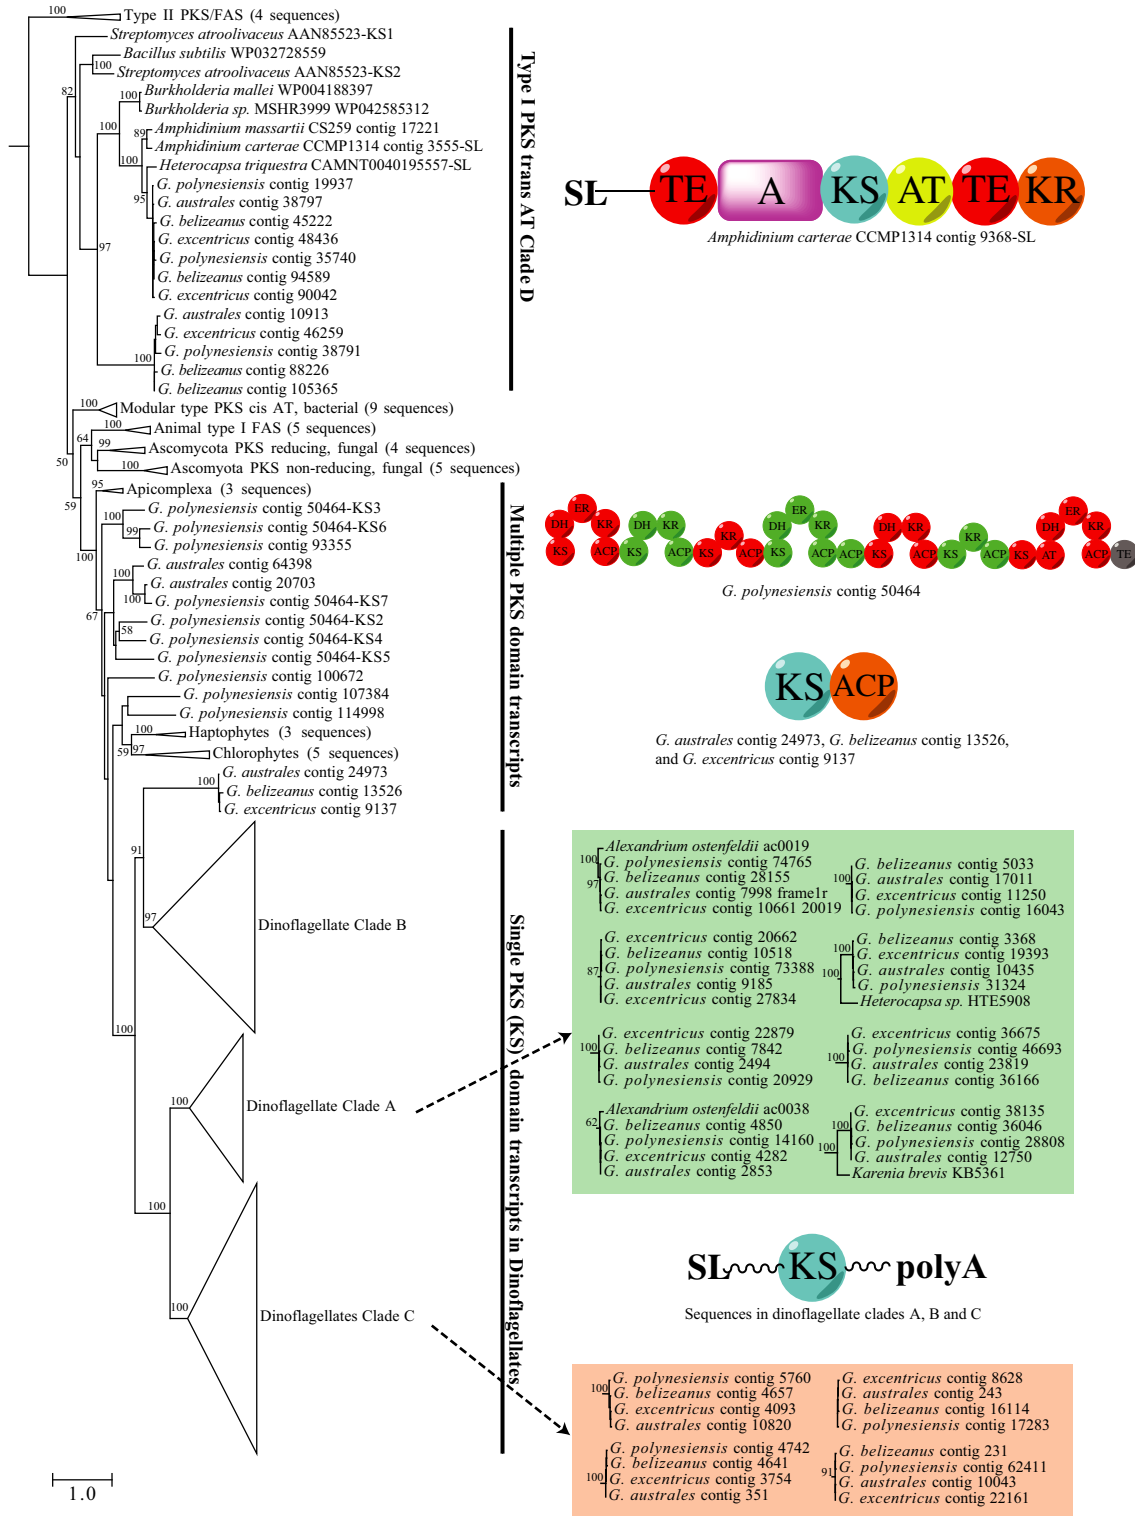 100
Type II PKS/FAS (4 sequences)
Streptomyces atroolivaceus AAN85523-KS1
Bacillus subtilis WP032728559
100
Streptomyces atroolivaceus AAN85523-KS2
82
100
Burkholderia mallei WP004188397
Burkholderia sp. MSHR3999 WP042585312
100
89
Amphidinium massartii CS259 contig 17221
Amphidinium carterae CCMP1314 contig 3555-SL
100
Heterocapsa triquestra CAMNT0040195557-SL
95
G. polynesiensis contig 19937
G. australes contig 38797
G. belizeanus contig 45222
G. excentricus contig 48436
97
G. polynesiensis contig 35740
G. belizeanus contig 94589
G. excentricus contig 90042
G. australes contig 10913
G. excentricus contig 46259
100
G. polynesiensis contig 38791
G. belizeanus contig 88226
G. belizeanus contig 105365
100
Modular type PKS cis AT, bacterial (9 sequences)
100
Animal type I FAS (5 sequences)
64
99
Ascomycota PKS reducing, fungal (4 sequences)
50
100
Ascomyota PKS non-reducing, fungal (5 sequences)
95
Apicomplexa (3 sequences)
59
G. polynesiensis contig 50464-KS3
100
G. polynesiensis contig 50464-KS6
99
G. polynesiensis contig 93355
100
G. australes contig 64398
100
G. australes contig 20703
100
G. polynesiensis contig 50464-KS7
67
G. polynesiensis contig 50464-KS2
58
G. polynesiensis contig 50464-KS4
G. polynesiensis contig 50464-KS5
G. polynesiensis contig 100672
G. polynesiensis contig 107384
G. polynesiensis contig 114998
100
Haptophytes (3 sequences)
59
97
Chlorophytes (5 sequences)
100
G. australes contig 24973
G. belizeanus contig 13526
G. excentricus contig 9137
91
97
Dinoflagellate Clade B
100
100
Dinoflagellate Clade A
100
100
Dinoflagellates Clade C
1.0
Type I PKS trans AT Clade D
Multiple PKS domain transcripts
Single PKS (KS) domain transcripts in Dinoflagellates
SL TE A KS AT TE KR
Amphidinium carterae CCMP1314 contig 9368-SL
ER ER ER
DH KR DH KR KR DH KR DH KR KR DH KR
KS ACP KS ACP KS ACP KS ACP ACP KS ACP KS ACP KS AT ACP TE
G. polynesiensis contig 50464
KS ACP
G. australes contig 24973, G. belizeanus contig 13526,
and G. excentricus contig 9137
Alexandrium ostenfeldii ac0019
100
G. polynesiensis contig 74765
G. belizeanus contig 28155
97
G. australes contig 7998 frame1r
G. excentricus contig 10661 20019
G. belizeanus contig 5033
100
G. australes contig 17011
G. excentricus contig 11250
G. polynesiensis contig 16043
G. excentricus contig 20662
G. belizeanus contig 10518
87
G. polynesiensis contig 73388
G. australes contig 9185
G. excentricus contig 27834
G. belizeanus contig 3368
100
G. excentricus contig 19393
100
G. australes contig 10435
G. polynesiensis 31324
Heterocapsa sp. HTE5908
G. excentricus contig 22879
100
G. belizeanus contig 7842
G. australes contig 2494
G. polynesiensis contig 20929
G. excentricus contig 36675
G. polynesiensis contig 46693
100
G. australes contig 23819
G. belizeanus contig 36166
Alexandrium ostenfeldii ac0038
62
G. belizeanus contig 4850
G. polynesiensis contig 14160
G. excentricus contig 4282
G. australes contig 2853
G. excentricus contig 38135
100
G. belizeanus contig 36046
100
G. polynesiensis contig 28808
G. australes contig 12750
Karenia brevis KB5361
SL KS polyA
Sequences in dinoflagellate clades A, B and C
G. polynesiensis contig 5760
100
G. belizeanus contig 4657
G. excentricus contig 4093
G. australes contig 10820
G. excentricus contig 8628
G. australes contig 243
G. belizeanus contig 16114
G. polynesiensis contig 17283
G. polynesiensis contig 4742
G. belizeanus contig 4641
100
G. excentricus contig 3754
G. australes contig 351
G. belizeanus contig 231
91
G. polynesiensis contig 62411
G. australes contig 10043
G. excentricus contig 22161